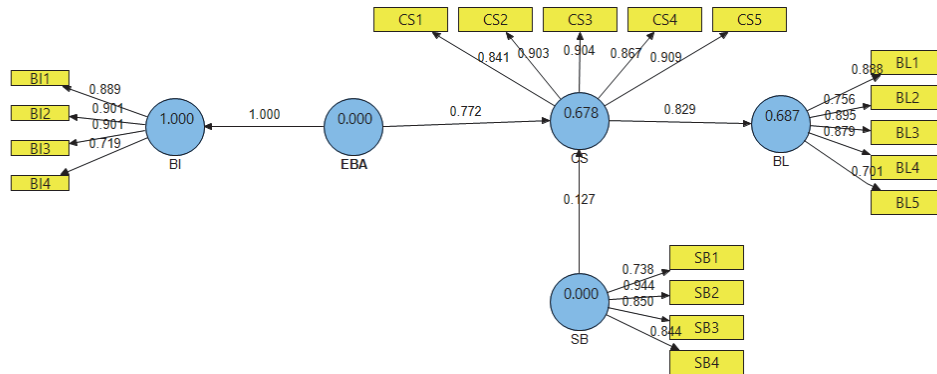 CS1 CS2 CS3 CS4 CS5
0.841 0.903 0.904 0.867 0.909
BI1
BI2
BI3
BI4
0.889
0.901
0.901
0.719
1.000
BI
1.000
0.000
EBA
0.772
0.678
CS
0.829
0.687
BL
0.888
0.756
0.895
0.879
0.701
BL1
BL2
BL3
BL4
BL5
0.127
0.000
SB
0.738
0.944
0.850
0.844
SB1
SB2
SB3
SB4